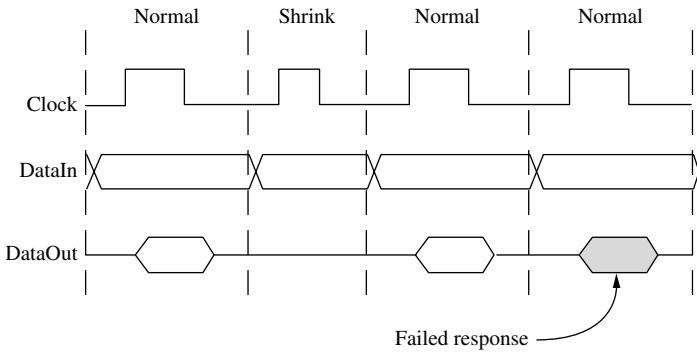 Normal Shrink Normal Normal
Clock
DataIn
DataOut
Failed response